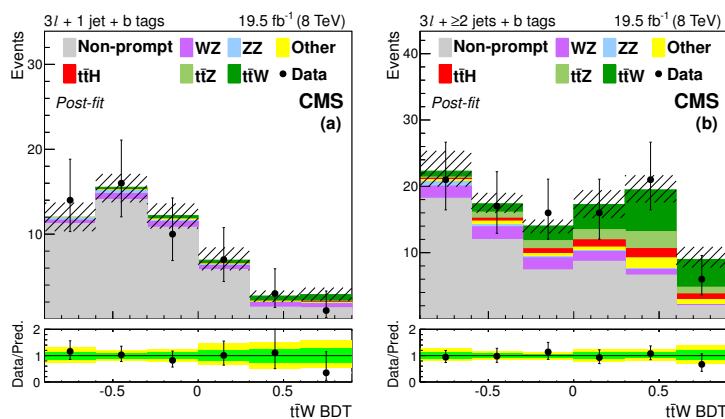 3l + 1 jet + b tags 19.5 fb⁻¹ (8 TeV)
Events
Non-prompt WZ ZZ Other
tt̄H tt̄Z tt̄W Data
Post-fit CMS
(a)
30
20
10
Data/Pred.
2
1
0
-0.5 0 0.5
tt̄W BDT
3l + ≥2 jets + b tags 19.5 fb⁻¹ (8 TeV)
Events
Non-prompt WZ ZZ Other
tt̄H tt̄Z tt̄W Data
Post-fit CMS
(b)
40
30
20
10
Data/Pred.
2
1
0
-0.5 0 0.5
tt̄W BDT